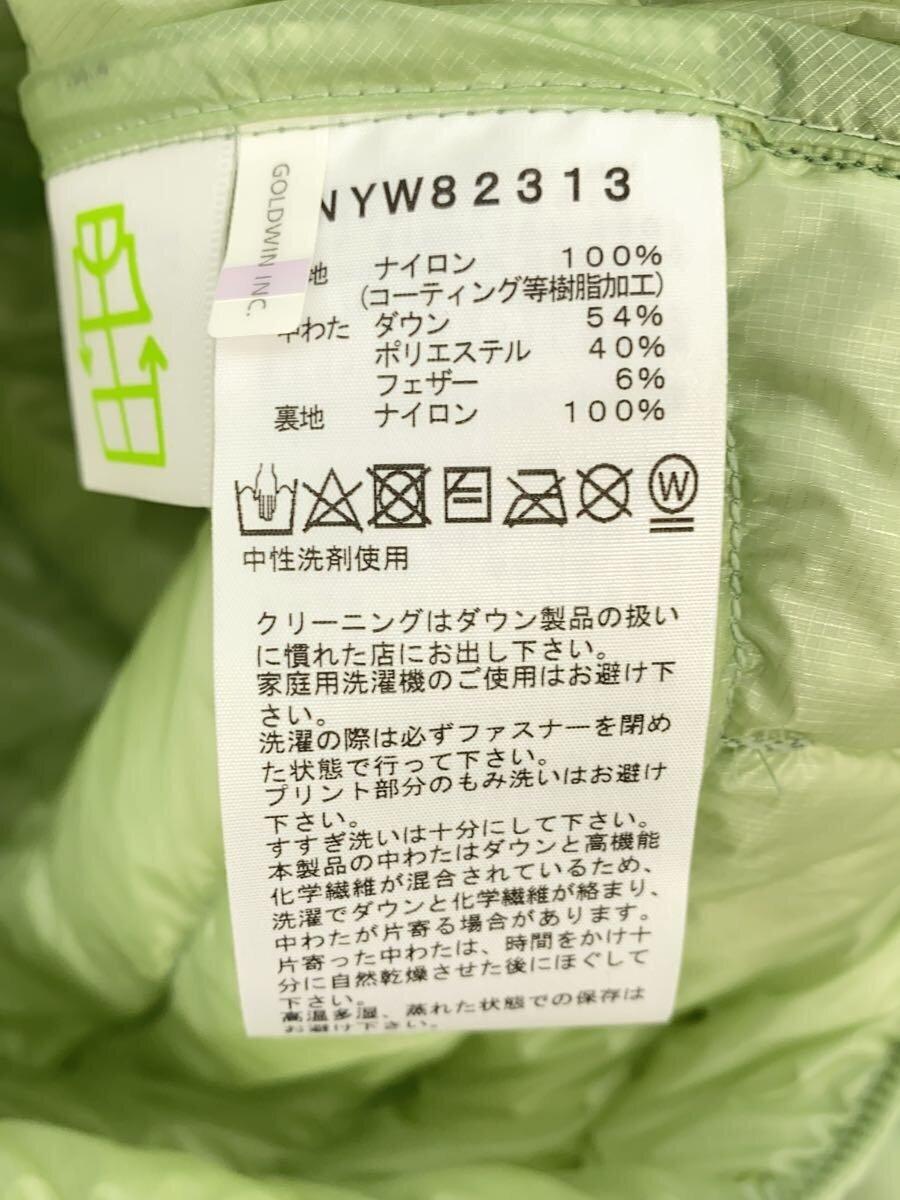 GOLDWIN INC.
NYW82313
地 ナイロン 100%
(コーティング等樹脂加工)
中わた ダウン 54%
ポリエステル 40%
フェザー 6%
裏地 ナイロン 100%
W
中性洗剤使用
クリーニングはダウン製品の扱い
に慣れた店にお出し下さい。
家庭用洗濯機のご使用はお避け下
さい。
洗濯の際は必ずファスナーを閉め
た状態で行って下さい。
プリント部分のもみ洗いはお避け
下さい。
すすぎ洗いは十分にして下さい。
本製品の中わたはダウンと高機能
化学繊維が混合されているため、
洗濯でダウンと化学繊維が絡まり、
中わたが片寄る場合があります。
片寄った中わたは、時間をかけ十
分に自然乾燥させた後にほぐして
下さい。
高温多湿、蒸れた状態での保存は
お避け下さい。